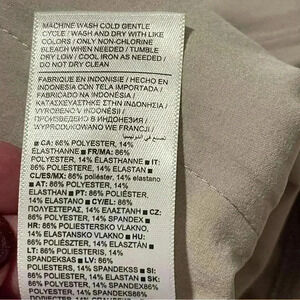 MACHINE WASH COLD GENTLE
CYCLE / WASH AND DRY WITH LIKE
COLORS / ONLY NON-CHLORINE
BLEACH WHEN NEEDED / TUMBLE
DRY LOW / COOL IRON AS NEEDED /
DO NOT DRY CLEAN
FABRIQUE EN INDONISIE / HECHO EN
INDONESIA CON TELA IMPORTADA /
FABRICADO NA INDONÉSIA /
ΚΑΤΑΣΚΕΥΑΣΤΗΚΕ ΣΤΗΝ ΙΝΔΟΝΗΣΙΑ /
VYROBENO V INDONÉSII /
ПРОИЗВЕДЕНО В ИНДОНЕЗИИ /
WYPRODUKOWANO WE FRANCJI /
■ CA: 86% POLYESTER, 14%
ELASTHANNE ■ FR/MA: 86%
POLYESTER, 14% ÉLASTHANNE ■ IT:
86% POLIESTERE, 14% ELASTAN ■
CL/ES/MX: 86% poliéster, 14% elastano
■ AT: 86% POLYESTER, 14%
ELASTHAN ■ PT: 86% POLIÉSTER,
14% ELASTANO ■ CY/EL: 86%
ΠΟΛΥΕΣΤΕΡΑΣ, 14% ΕΛΑΣΤΑΝΗ ■ CZ:
86% POLYESTER, 14% SPANDEX ■
HR: 86% POLIESTERSKO VLAKNO, 14%
ELASTANSKO VLAKNO ■ HU:
86% POLIÉSZTER, 14% ELASZTÁN ■
LT: 86% POLIESTERIS, 14%
SPANDEKSAS ■ LV: 86%
POLIESTERS, 14% SPANDEKSS ■ SI:
86% POLIESTER, 14% ELASTAN ■ SK:
86% POLYESTER, 14% SPANDEX